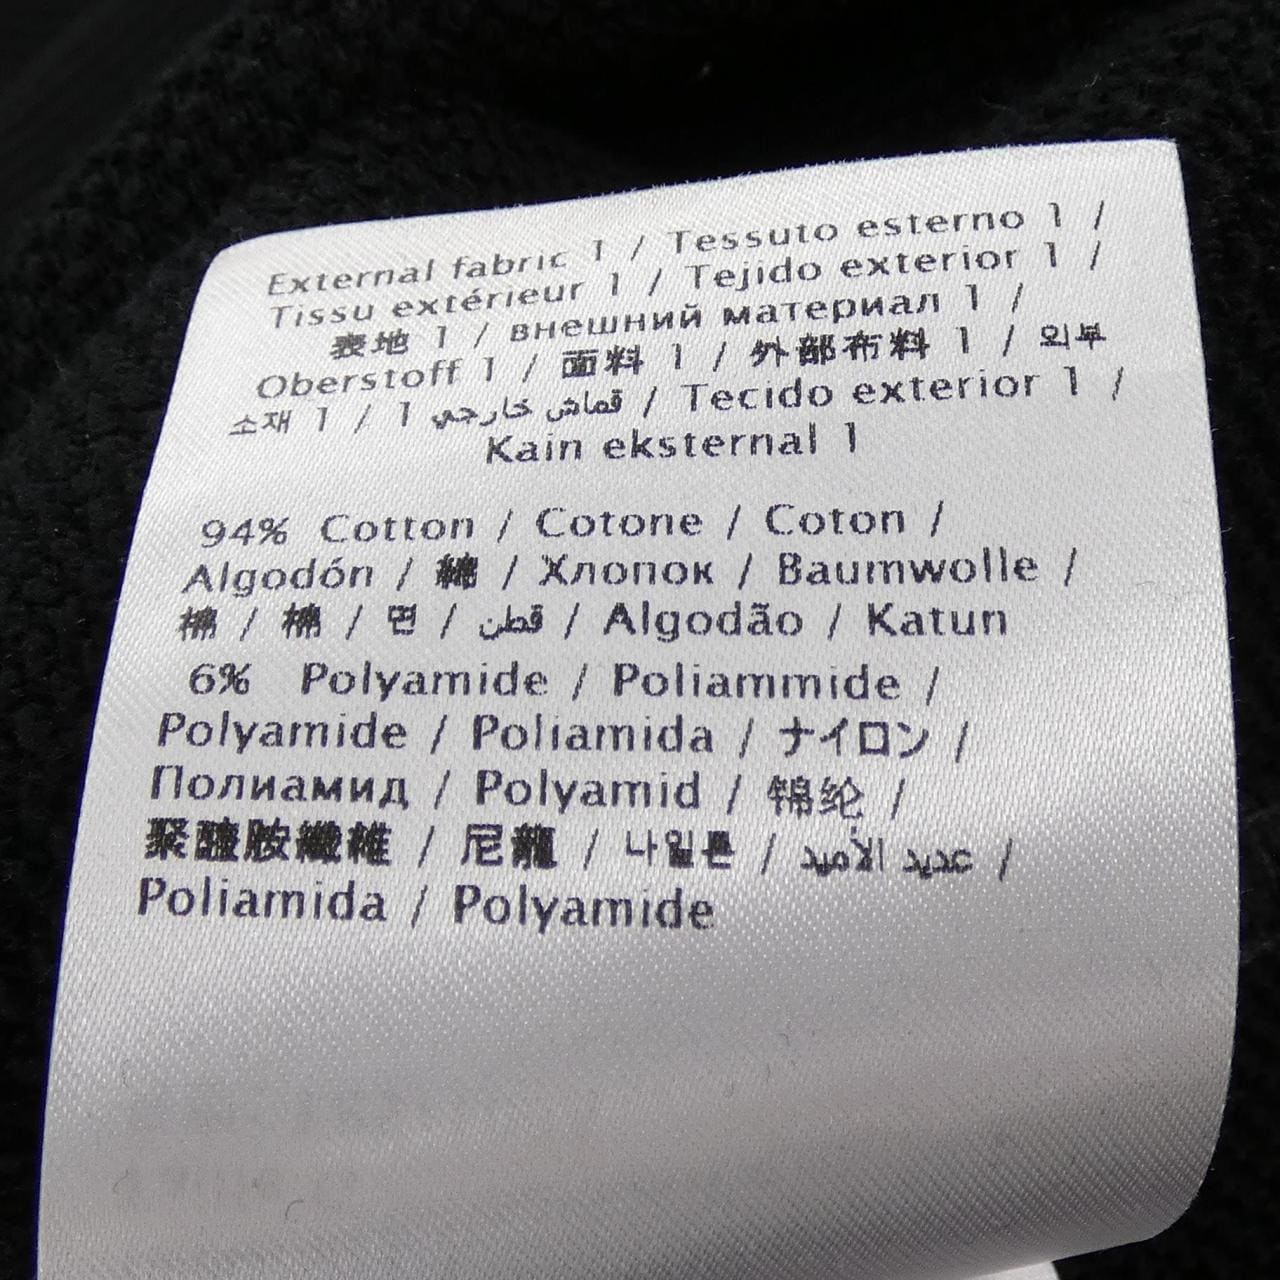 External fabric 1 / Tessuto esterno 1 /
Tissu extérieur 1 / Tejido exterior 1 /
表地 1 / внешний материал 1 /
Oberstoff 1 / 面料 1 / 外部布料 1 / 외부
소재 1 / 1 قماش خارجي / Tecido exterior 1 /
Kain eksternal 1
94% Cotton / Cotone / Coton /
Algodón / 綿 / Хлопок / Baumwolle /
棉 / 棉 / 면 / قطن / Algodão / Katun
6% Polyamide / Poliammide /
Polyamide / Poliamida / ナイロン /
Полиамид / Polyamid / 锦纶 /
聚醯胺纖維 / 尼龍 / 나일론 / عديد الأميد /
Poliamida / Polyamide